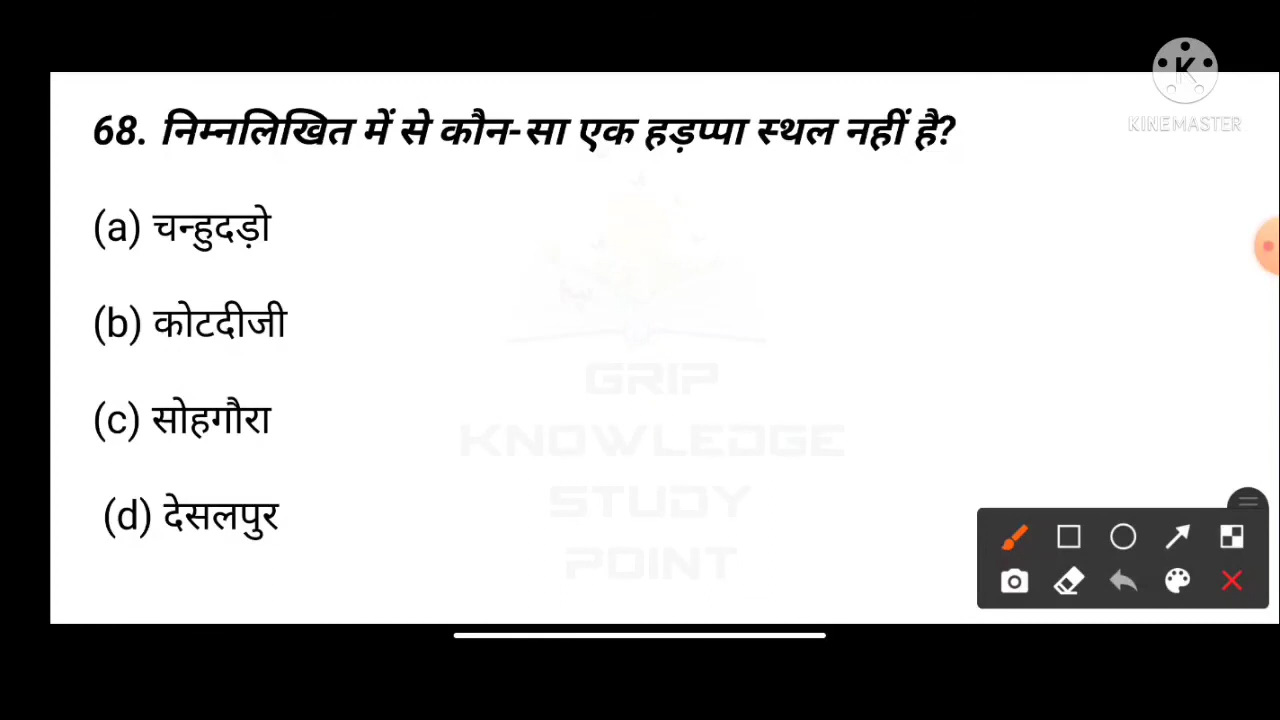 KINEMASTER
68. निम्नलिखित में से कौन-सा एक हड़प्पा स्थल नहीं है?
(a) चन्हुदड़ो
(b) कोटदीजी
(c) सोहगौरा
(d) देसलपुर
GRIP
KNOWLEDGE
STUDY
POINT